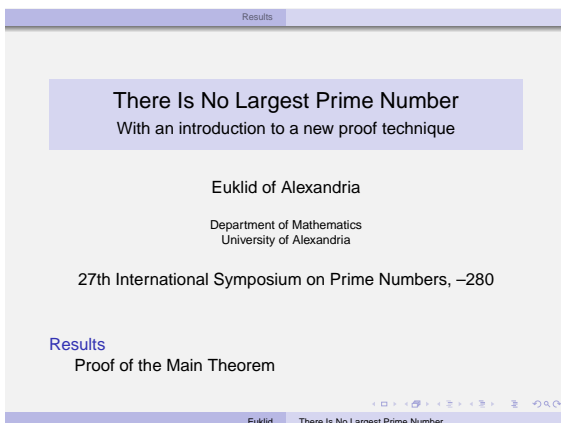 Results
There Is No Largest Prime Number
With an introduction to a new proof technique
Euklid of Alexandria
Department of Mathematics
University of Alexandria
27th International Symposium on Prime Numbers, –280
Results
Proof of the Main Theorem
Euklid There Is No Largest Prime Number